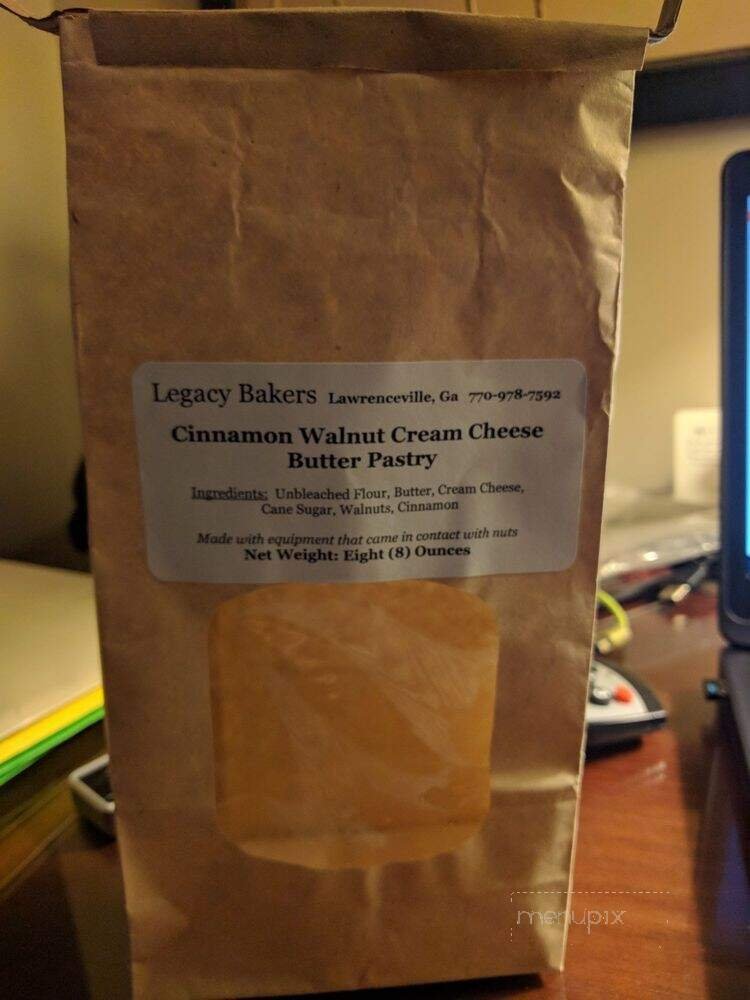 Legacy Bakers Lawrenceville, Ga 770-978-7592
Cinnamon Walnut Cream Cheese
Butter Pastry
Ingredients: Unbleached Flour, Butter, Cream Cheese,
Cane Sugar, Walnuts, Cinnamon
Made with equipment that came in contact with nuts
Net Weight: Eight (8) Ounces
menupix